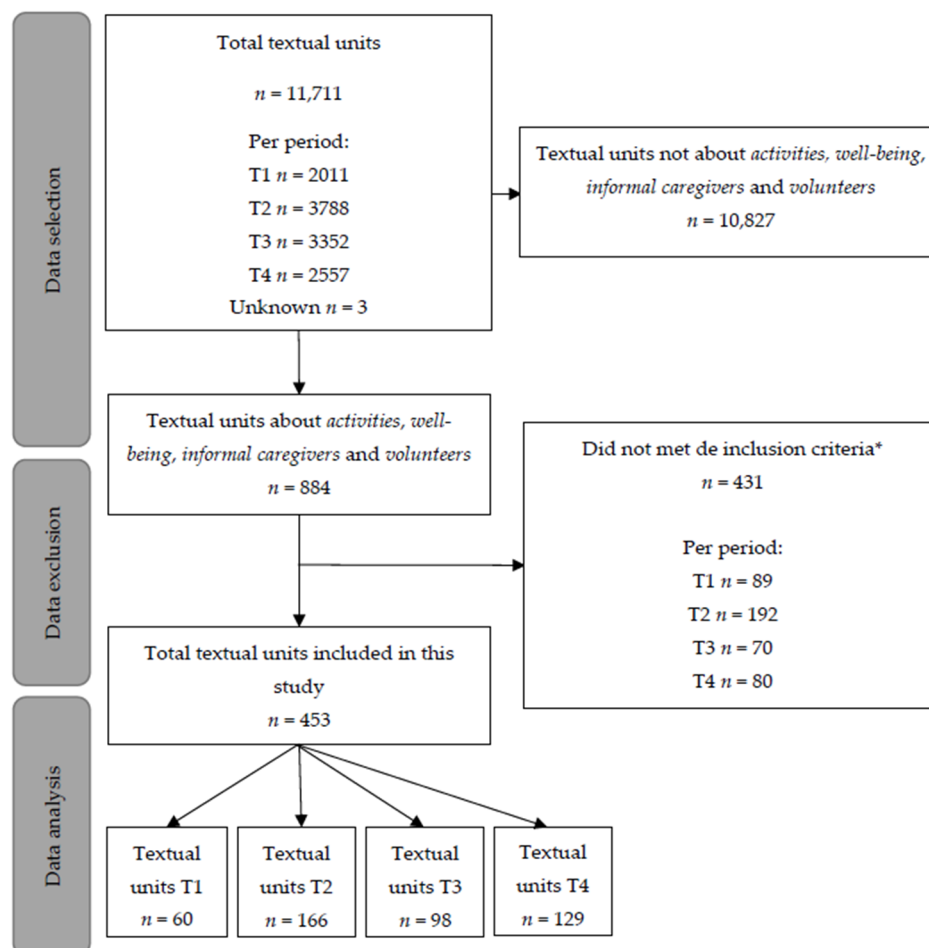 Data selection
Total textual units
n = 11,711
Per period:
T1 n = 2011
T2 n = 3788
T3 n = 3352
T4 n = 2557
Unknown n = 3
Textual units not about activities, well-being,
informal caregivers and volunteers
n = 10,827
Textual units about activities, well-
being, informal caregivers and volunteers
n = 884
Data exclusion
Did not met de inclusion criteria*
n = 431
Per period:
T1 n = 89
T2 n = 192
T3 n = 70
T4 n = 80
Total textual units included in this
study
n = 453
Data analysis
Textual
units T1
n = 60
Textual
units T2
n = 166
Textual
units T3
n = 98
Textual
units T4
n = 129